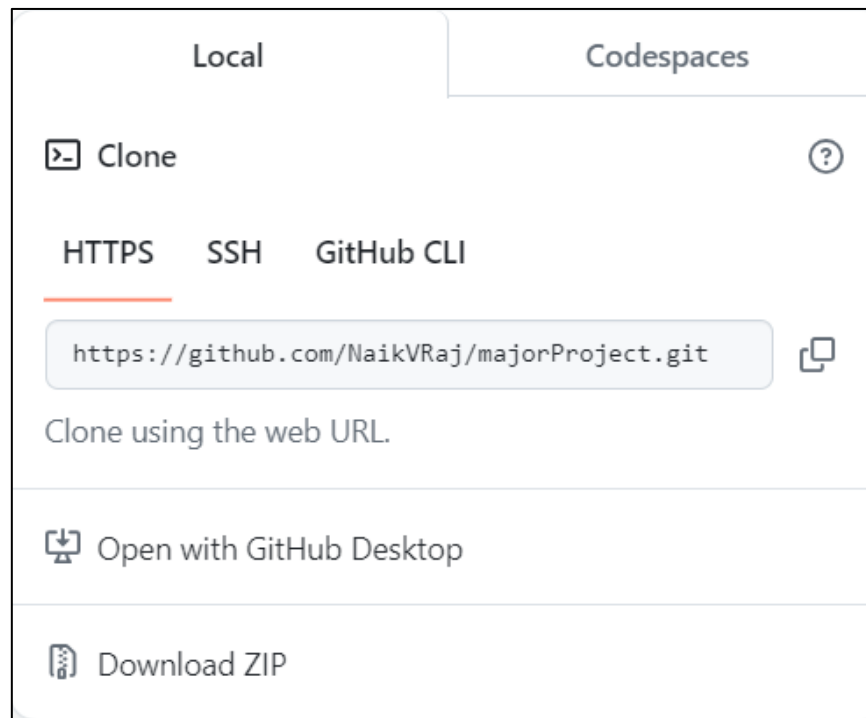 Local Codespaces
Clone
HTTPS SSH GitHub CLI
https://github.com/NaikVRaj/majorProject.git
Clone using the web URL.
Open with GitHub Desktop
Download ZIP